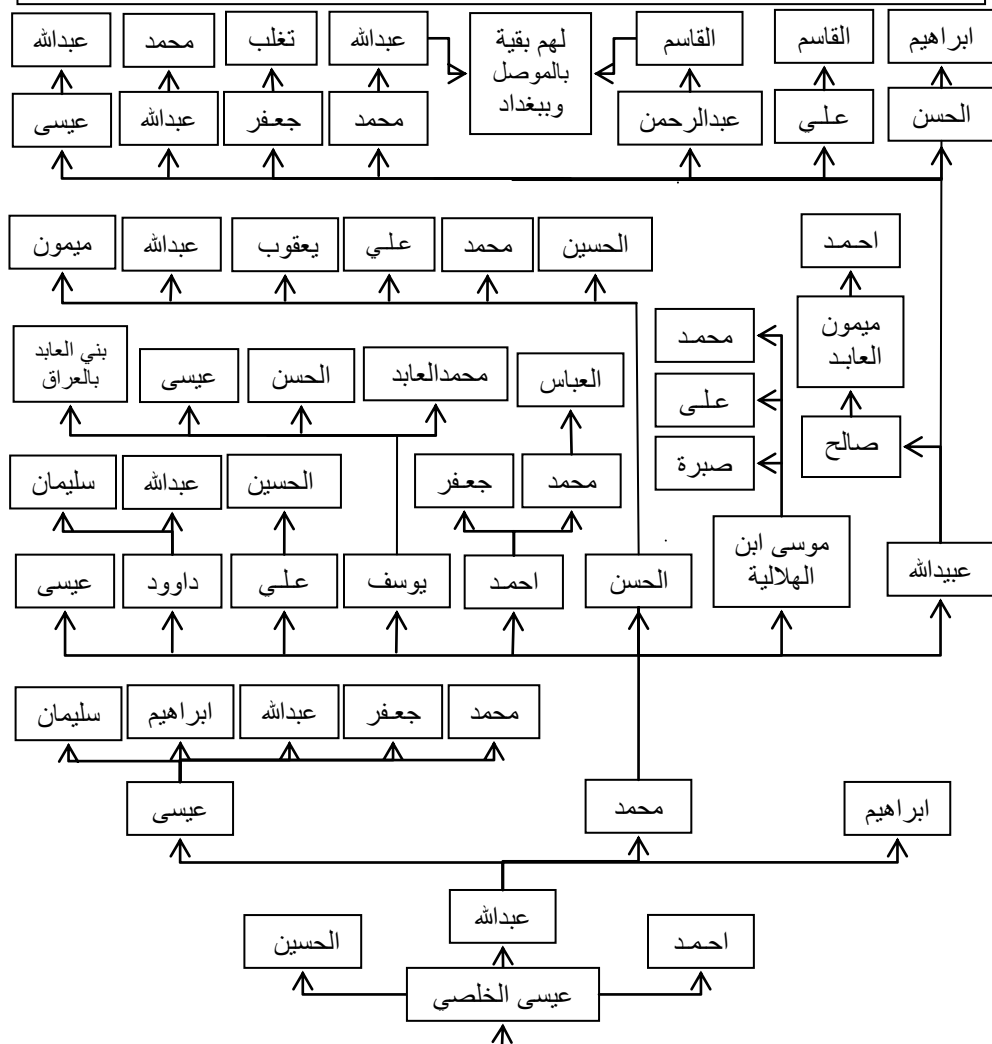 ابراهيم
القاسم
القاسم
لهم بقية
بالموصل
وببغداد
عبدالله
تغلب
محمد
عبدالله
الحسن
علي
عبدالرحمن
محمد
جعفر
عبدالله
عيسى
احمد
الحسين
محمد
علي
يعقوب
عبدالله
ميمون
ميمون
العابد
محمد
علي
صبرة
العباس
محمدالعابد
الحسن
عيسى
بني العابد
بالعراق
صالح
محمد
جعفر
الحسين
عبدالله
سليمان
عبيدالله
موسى ابن
الهلالية
الحسن
احمد
يوسف
علي
داوود
عيسى
محمد
جعفر
عبدالله
ابراهيم
سليمان
ابراهيم
محمد
عيسى
عبدالله
احمد
الحسين
عيسى الخلصي